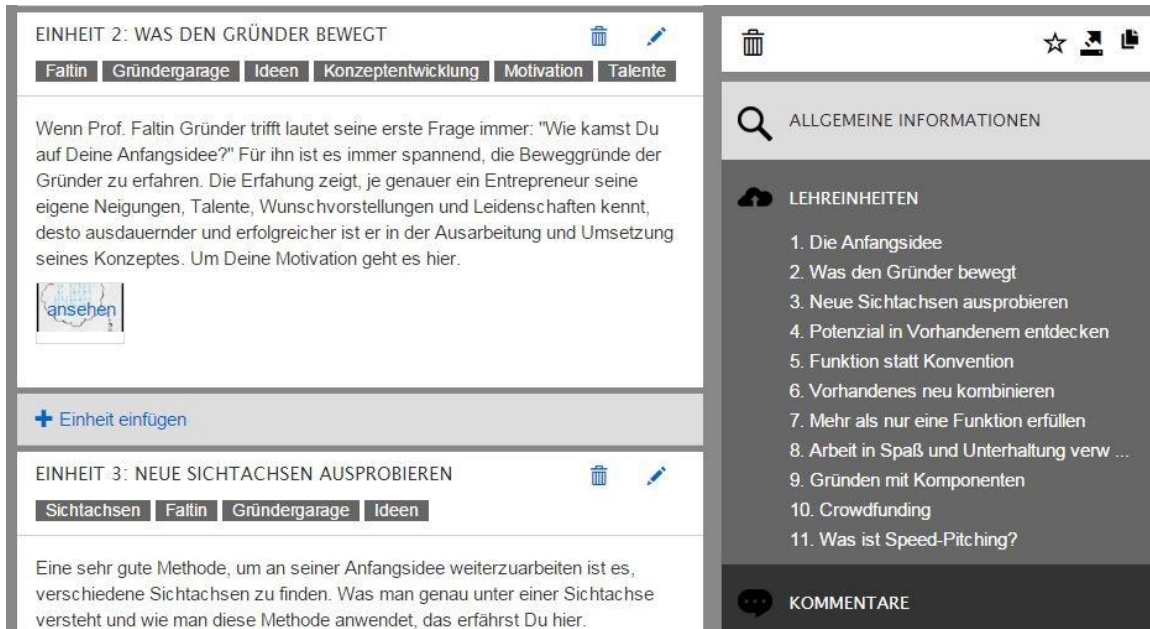 EINHEIT 2: WAS DEN GRÜNDER BEWEGT
Faltin Gründergarage Ideen Konzeptentwicklung Motivation Talente
Wenn Prof. Faltin Gründer trifft lautet seine erste Frage immer: "Wie kamst Du
auf Deine Anfangsidee?" Für ihn ist es immer spannend, die Beweggründe der
Gründer zu erfahren. Die Erfahung zeigt, je genauer ein Entrepreneur seine
eigene Neigungen, Talente, Wunschvorstellungen und Leidenschaften kennt,
desto ausdauernder und erfolgreicher ist er in der Ausarbeitung und Umsetzung
seines Konzeptes. Um Deine Motivation geht es hier.
ansehen
Einheit einfügen
EINHEIT 3: NEUE SICHTACHSEN AUSPROBIEREN
Sichtachsen Faltin Gründergarage Ideen
Eine sehr gute Methode, um an seiner Anfangsidee weiterzuarbeiten ist es,
verschiedene Sichtachsen zu finden. Was man genau unter einer Sichtachse
versteht und wie man diese Methode anwendet, das erfährst Du hier.
ALLGEMEINE INFORMATIONEN
LEHREINHEITEN
1. Die Anfangsidee
2. Was den Gründer bewegt
3. Neue Sichtachsen ausprobieren
4. Potenzial in Vorhandenem entdecken
5. Funktion statt Konvention
6. Vorhandenes neu kombinieren
7. Mehr als nur eine Funktion erfüllen
8. Arbeit in Spaß und Unterhaltung verw ...
9. Gründen mit Komponenten
10. Crowdfunding
11. Was ist Speed-Pitching?
KOMMENTARE